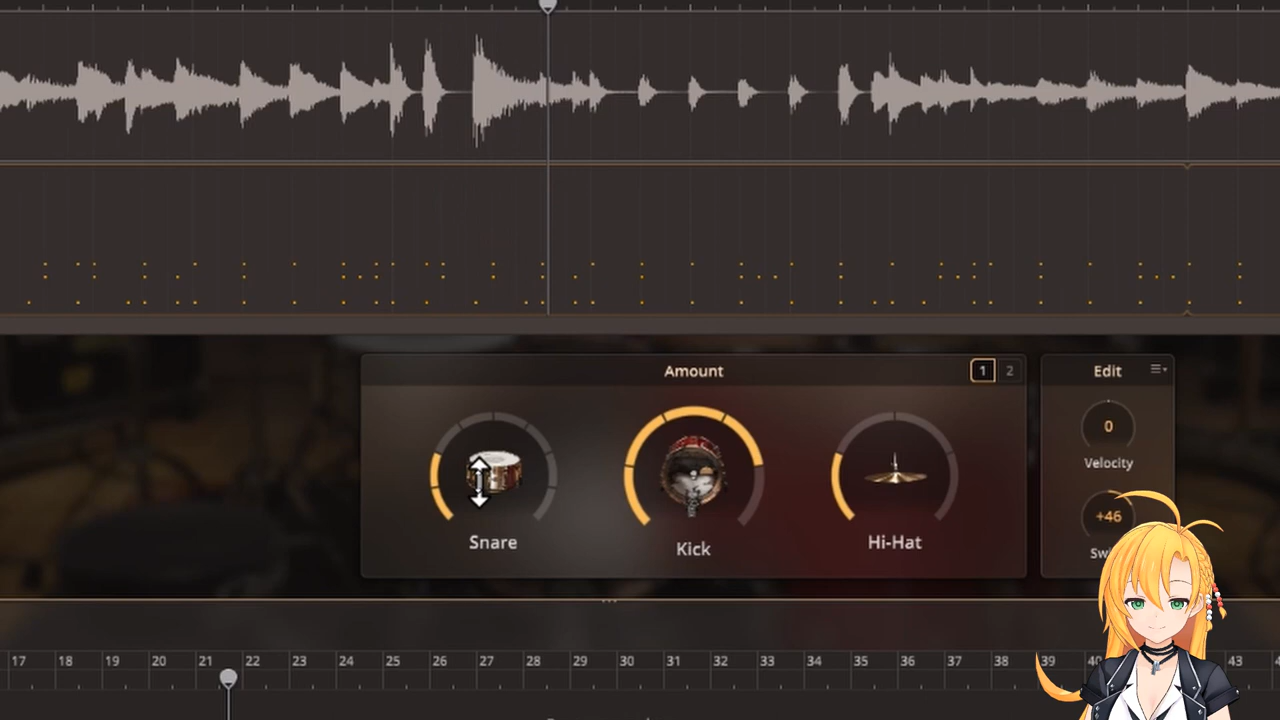 Amount
1 2
Edit
0
Velocity
+46
Snare
Kick
Hi-Hat
17 18 19 20 21 22 23 24 25 26 27 28 29 30 31 32 33 34 35 36 37 38 39 40 43